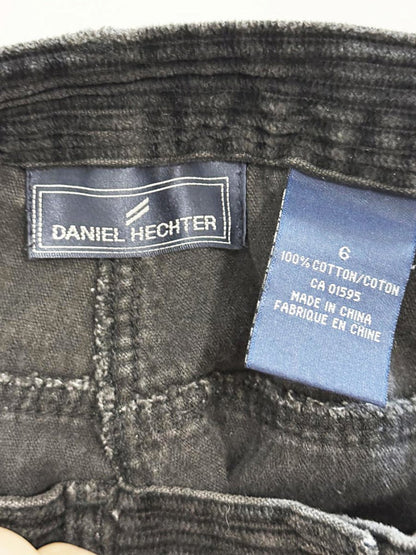 DANIEL HECHTER
6
100% COTTON/COTON
CA 01595
MADE IN CHINA
FABRIQUE EN CHINE